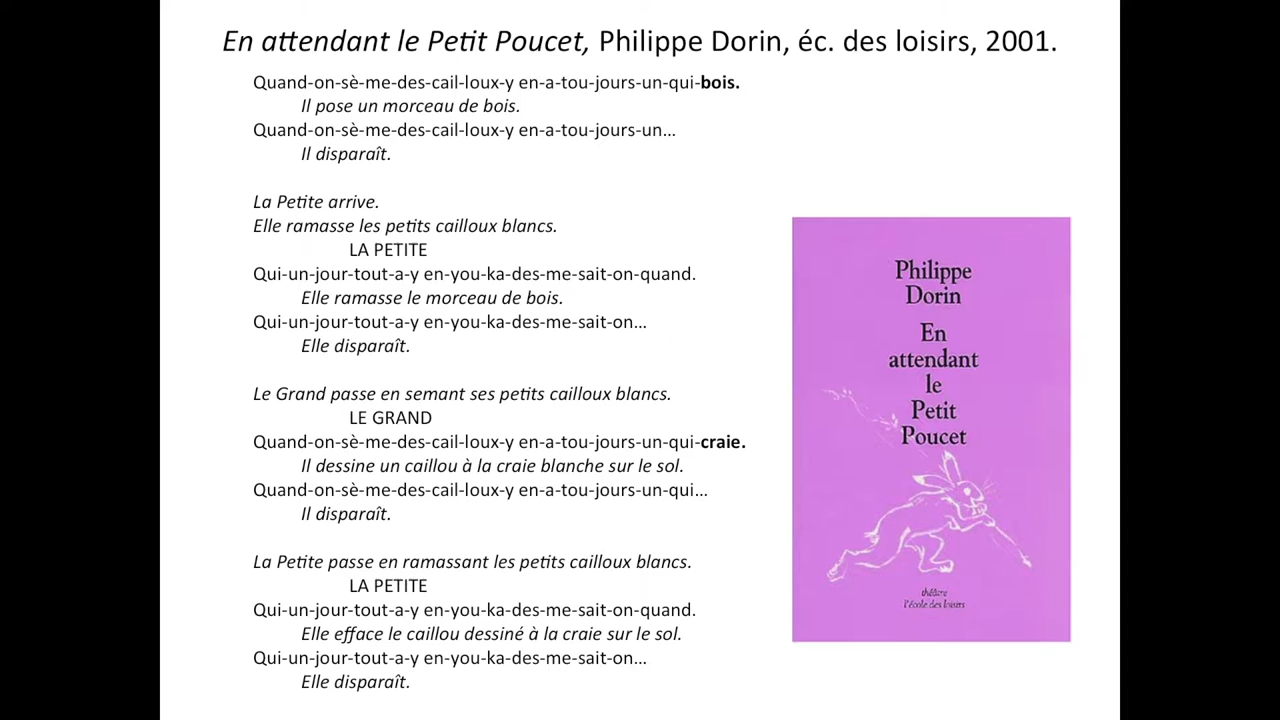 En attendant le Petit Poucet, Philippe Dorin, éc. des loisirs, 2001.
Quand-on-sè-me-des-cail-loux-y en-a-tou-jours-un-qui-bois.
Il pose un morceau de bois.
Quand-on-sè-me-des-cail-loux-y en-a-tou-jours-un…
Il disparaît.
La Petite arrive.
Elle ramasse les petits cailloux blancs.
LA PETITE
Qui-un-jour-tout-a-y en-you-ka-des-me-sait-on-quand.
Elle ramasse le morceau de bois.
Qui-un-jour-tout-a-y en-you-ka-des-me-sait-on…
Elle disparaît.
Le Grand passe en semant ses petits cailloux blancs.
LE GRAND
Quand-on-sè-me-des-cail-loux-y en-a-tou-jours-un-qui-craie.
Il dessine un caillou à la craie blanche sur le sol.
Quand-on-sè-me-des-cail-loux-y en-a-tou-jours-un-qui…
Il disparaît.
La Petite passe en ramassant les petits cailloux blancs.
LA PETITE
Qui-un-jour-tout-a-y en-you-ka-des-me-sait-on-quand.
Elle efface le caillou dessiné à la craie sur le sol.
Qui-un-jour-tout-a-y en-you-ka-des-me-sait-on…
Elle disparaît.
Philippe
Dorin
En
attendant
le
Petit
Poucet
théâtre
l'école des loisirs